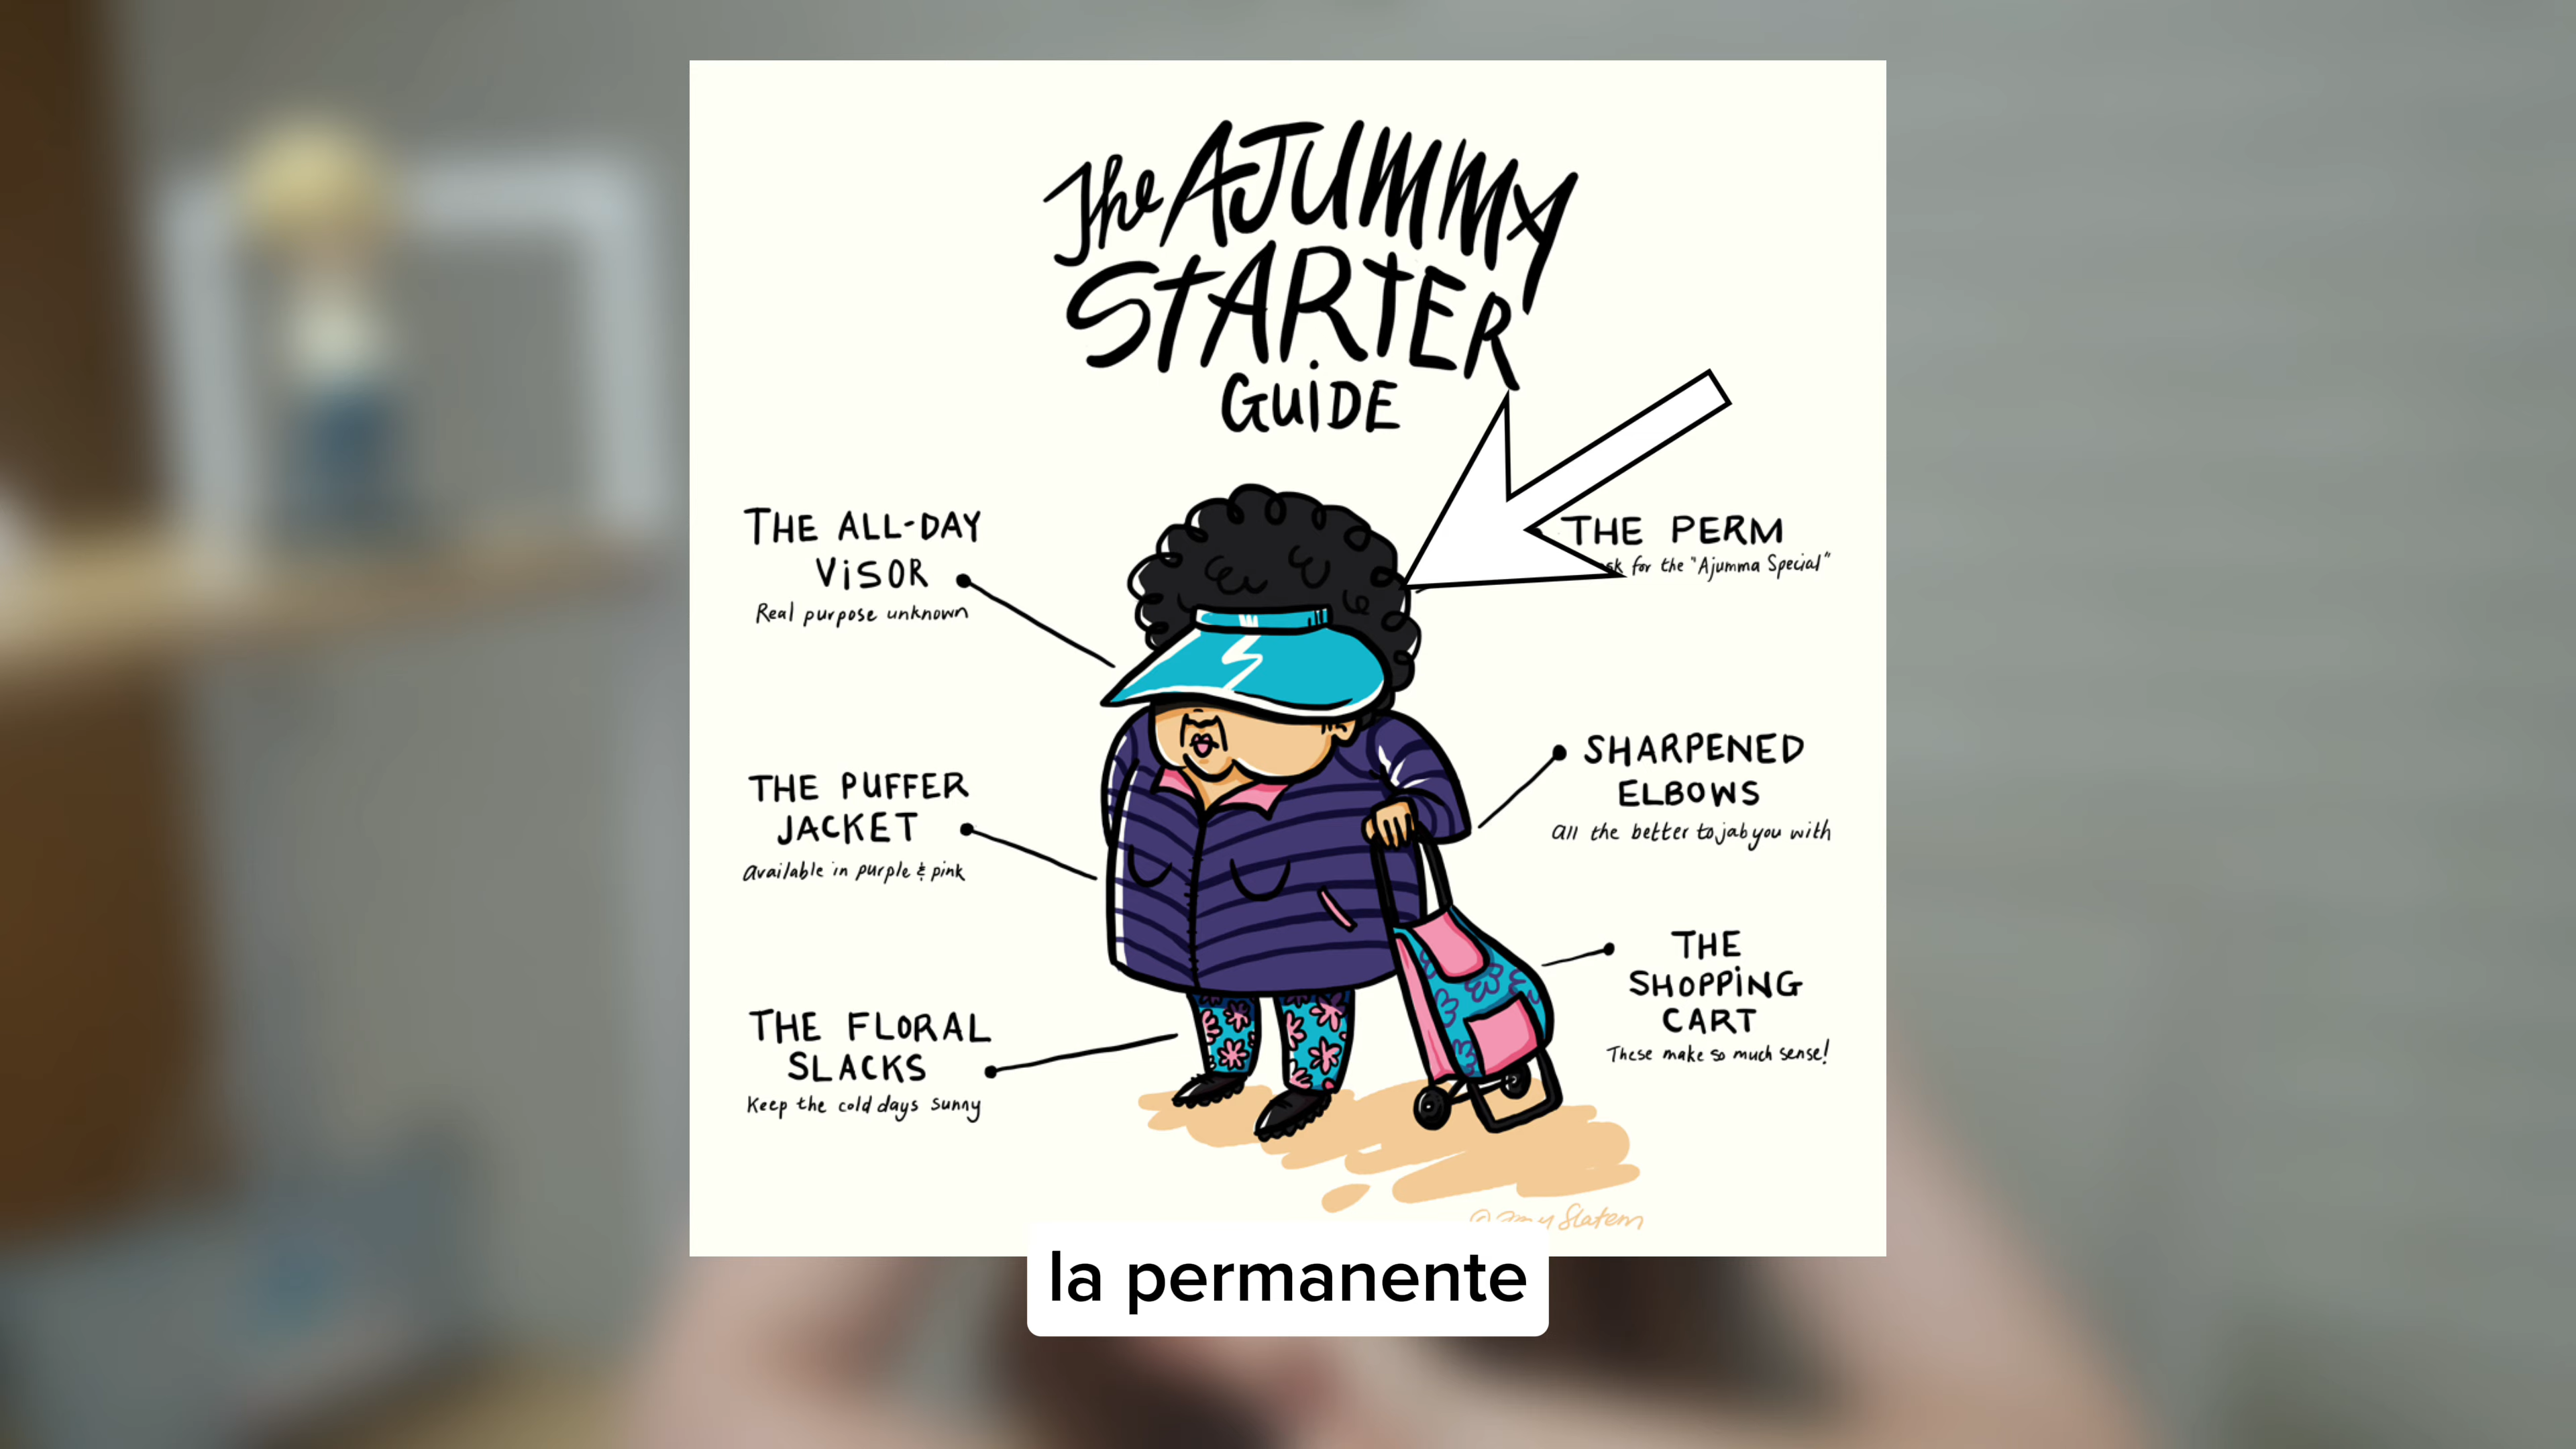 The AJUMMY
STARTER
GUiDE
THE ALL-DAY
ViSOR
Real purpose unknown
THE PERM
for the "Ajumma Special"
THE PUFFER
JACKET
available in purple & pink
SHARPENED
ELBOWS
all the better to jab you with
THE FLORAL
SLACKS
Keep the cold days sunny
THE
SHOPPiNG
CART
These make so much sense!
la permanente